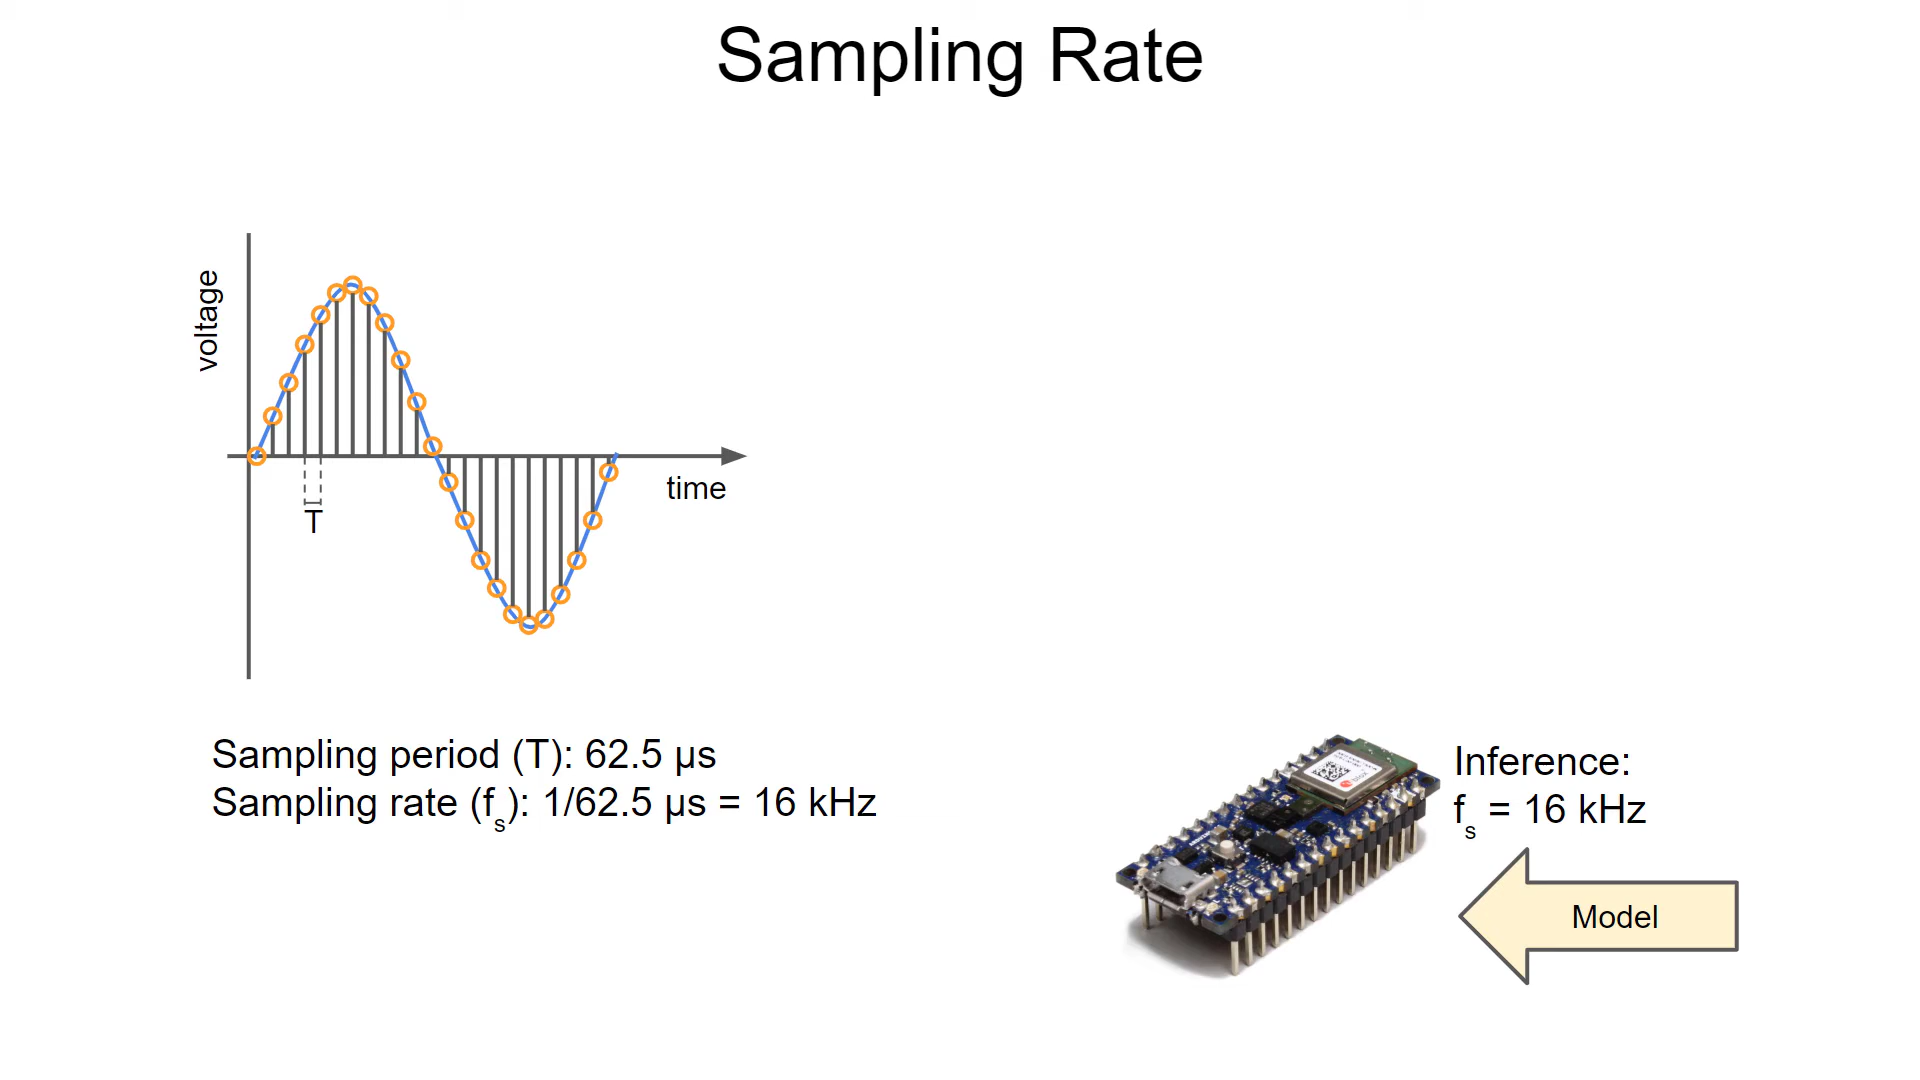 Sampling Rate
voltage
time
T
Sampling period (T): 62.5 μs
Sampling rate (fs): 1/62.5 μs = 16 kHz
Inference:
fs = 16 kHz
Model